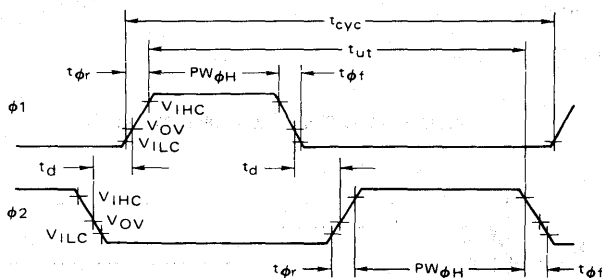 tcyc
tut
tϕr
PWϕH
tϕf
ϕ1
VIHC
VOV
VILC
td
td
ϕ2
VIHC
VOV
VILC
tϕr
PWϕH
tϕf